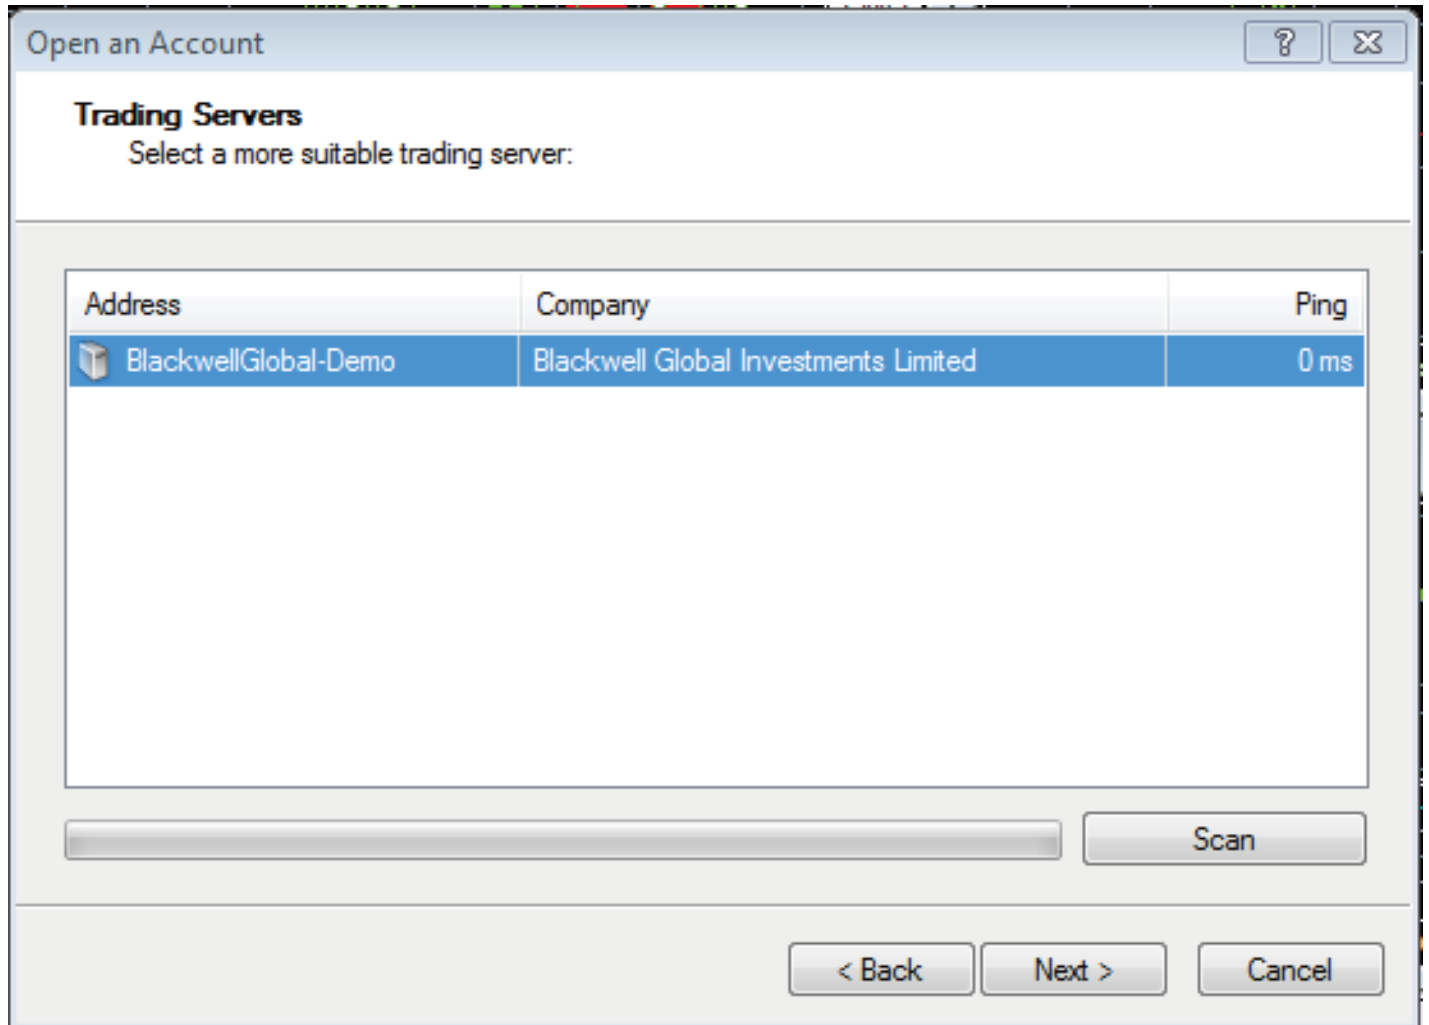 Open an Account
Trading Servers
Select a more suitable trading server:
Address Company Ping
BlackwellGlobal-Demo Blackwell Global Investments Limited 0 ms
Scan
< Back Next > Cancel